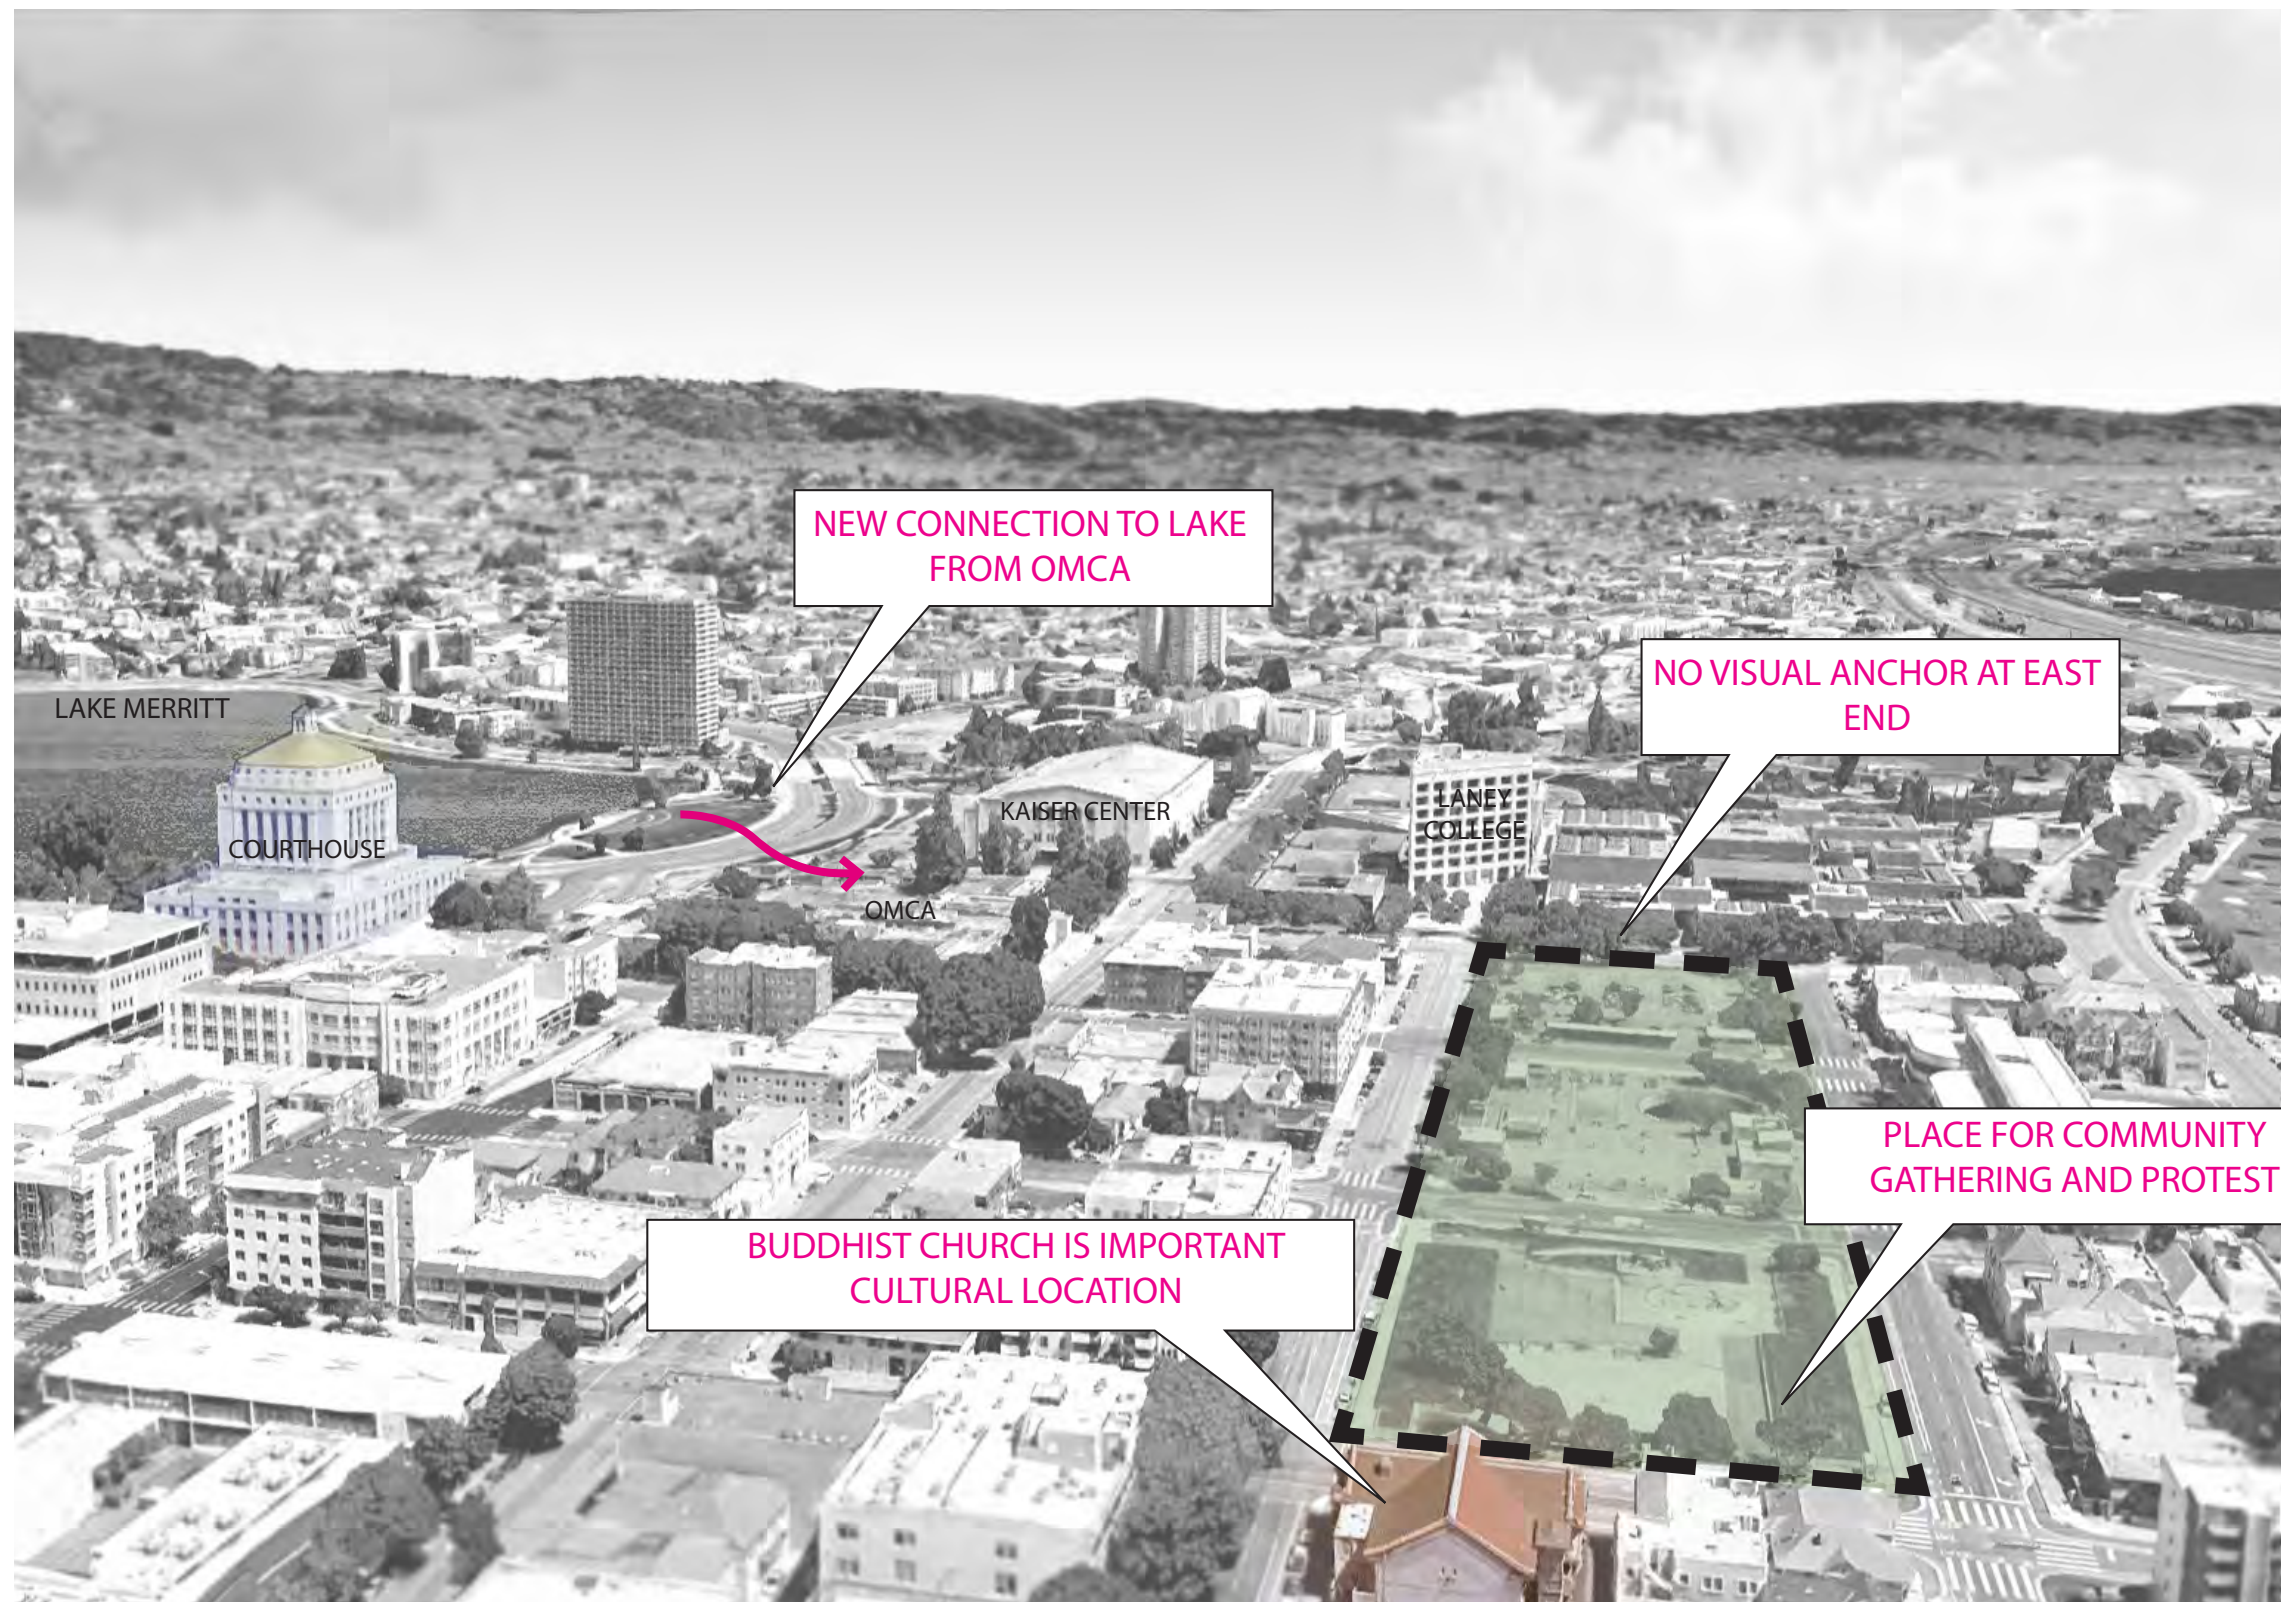 NEW CONNECTION TO LAKE
FROM OMCA
NO VISUAL ANCHOR AT EAST
END
LAKE MERRITT
COURTHOUSE
KAISER CENTER
LANEY
COLLEGE
OMCA
PLACE FOR COMMUNITY
GATHERING AND PROTEST
BUDDHIST CHURCH IS IMPORTANT
CULTURAL LOCATION